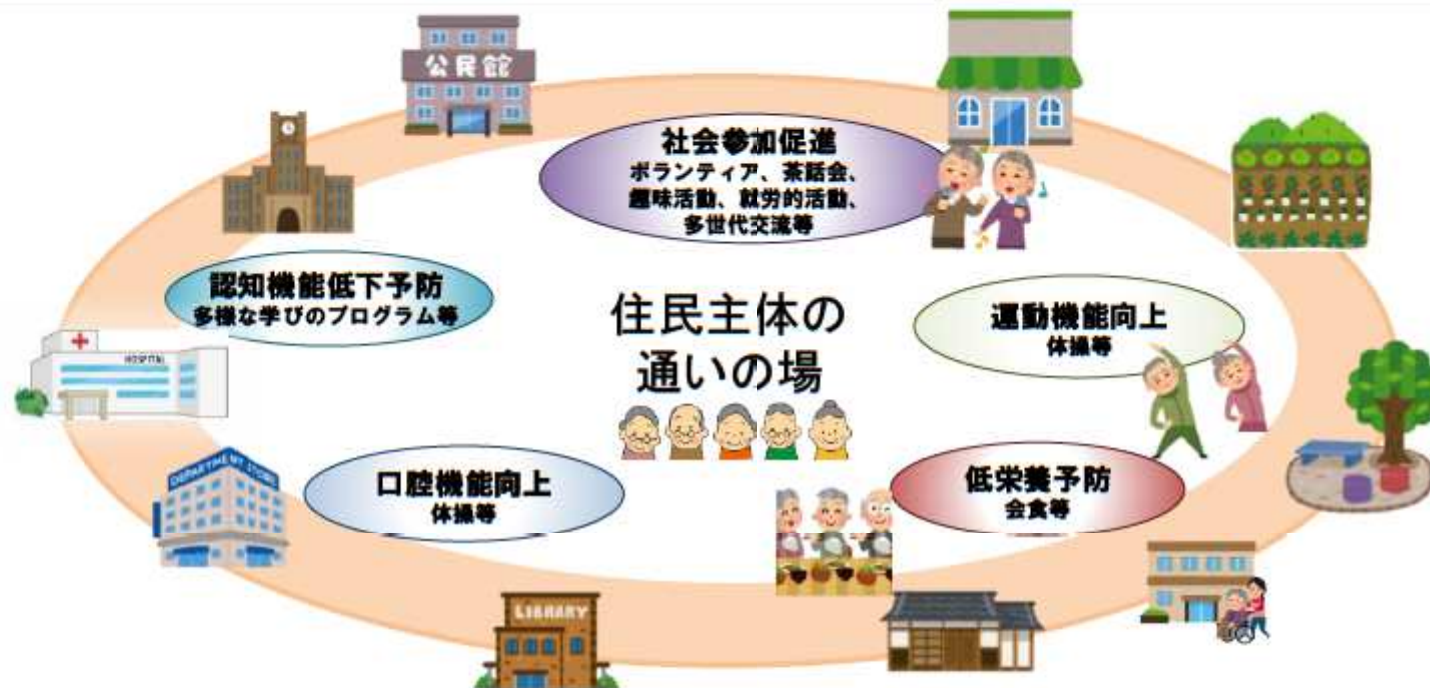 公民館
社会参加促進
ボランティア、茶話会、
趣味活動、就労的活動、
多世代交流等
認知機能低下予防
多様な学びのプログラム等
住民主体の
通いの場
運動機能向上
体操等
HOSPITAL
DEPARTMENT STORE
口腔機能向上
体操等
低栄養予防
会食等
LIBRARY